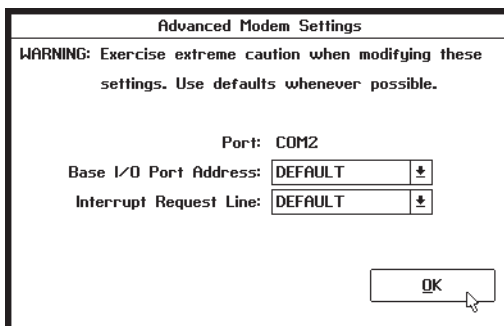 Advanced Modem Settings
WARNING: Exercise extreme caution when modifying these
settings. Use defaults whenever possible.
Port: COM2
Base I/O Port Address: DEFAULT
Interrupt Request Line: DEFAULT
OK